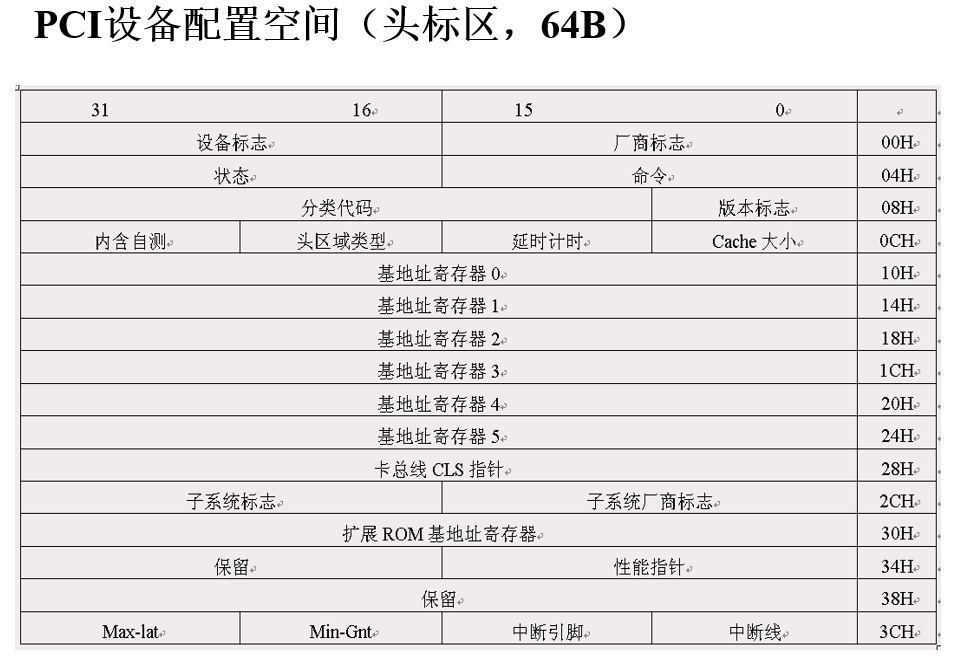 PCI设备配置空间（头标区，64B）
31 16 15 0
设备标志 厂商标志 00H
状态 命令 04H
分类代码 版本标志 08H
内含自测 头区域类型 延时计时 Cache 大小 0CH
基地址寄存器 0 10H
基地址寄存器 1 14H
基地址寄存器 2 18H
基地址寄存器 3 1CH
基地址寄存器 4 20H
基地址寄存器 5 24H
卡总线 CLS 指针 28H
子系统标志 子系统厂商标志 2CH
扩展 ROM 基地址寄存器 30H
保留 性能指针 34H
保留 38H
Max-lat Min-Gnt 中断引脚 中断线 3CH